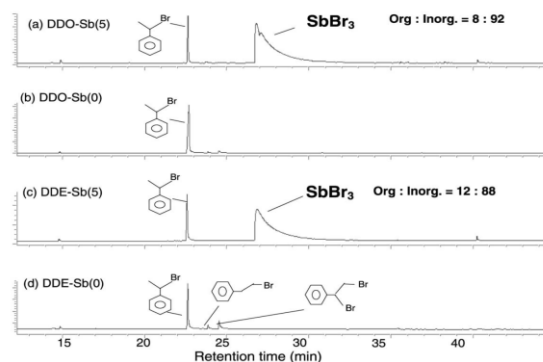 (a) DDO-Sb(5)
Br
SbBr3
Org : Inorg. = 8 : 92
(b) DDO-Sb(0)
Br
(c) DDE-Sb(5)
Br
SbBr3
Org : Inorg. = 12 : 88
(d) DDE-Sb(0)
Br
Br
Br
Br
15 20 25 30 35 40
Retention time (min)